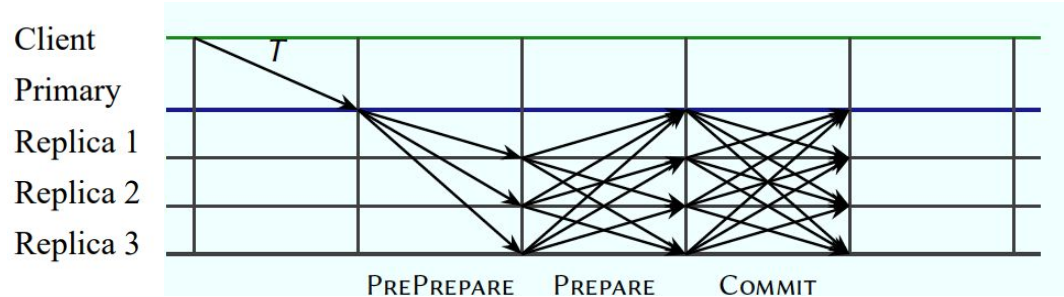 Client
T
Primary
Replica 1
Replica 2
Replica 3
PREPREPARE PREPARE COMMIT